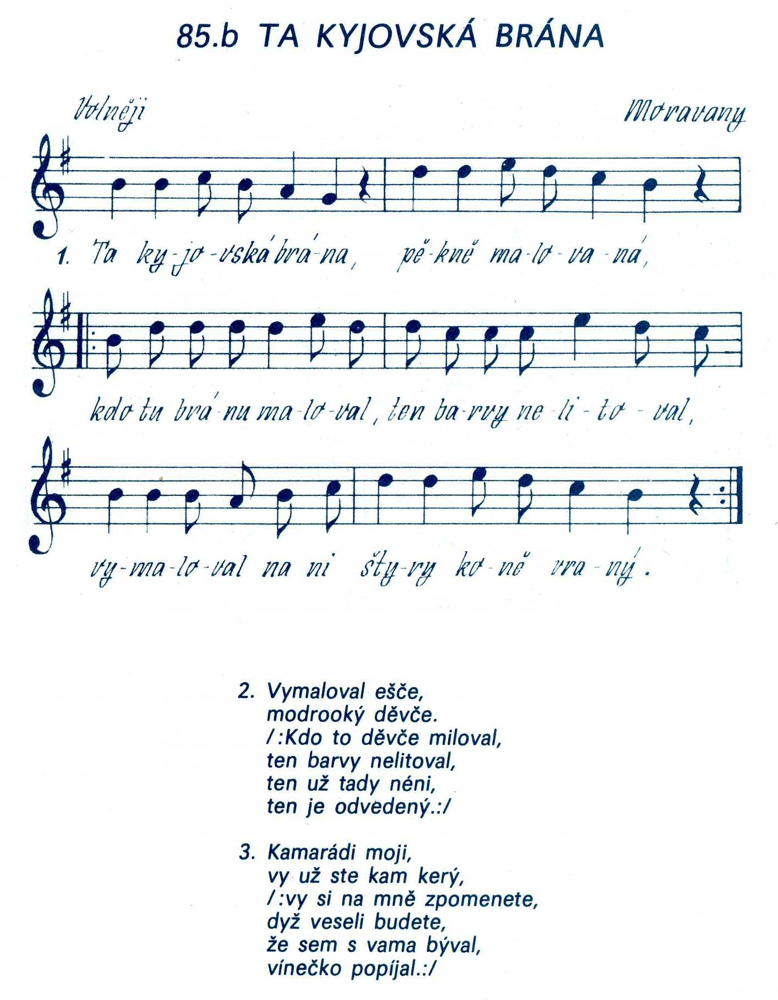 85.b TA KYJOVSKÁ BRÁNA
Volněji Moravany
1. Ta ky-jo-vská brá-na, pě-kně ma-lo-va-ná,
kdo tu brá-nu ma-lo-val, ten ba-rvy ne-li-to-val,
vy-ma-lo-val na ni šty-ry ko-ně vra-ný.
2. Vymaloval ešče,
modrooký děvče.
/:Kdo to děvče miloval,
ten barvy nelitoval,
ten už tady néni,
ten je odvedený.:/
3. Kamarádi moji,
vy už ste kam kerý,
/:vy si na mně zpomenete,
dyž veseli budete,
že sem s vama býval,
vínečko popíjal.:/